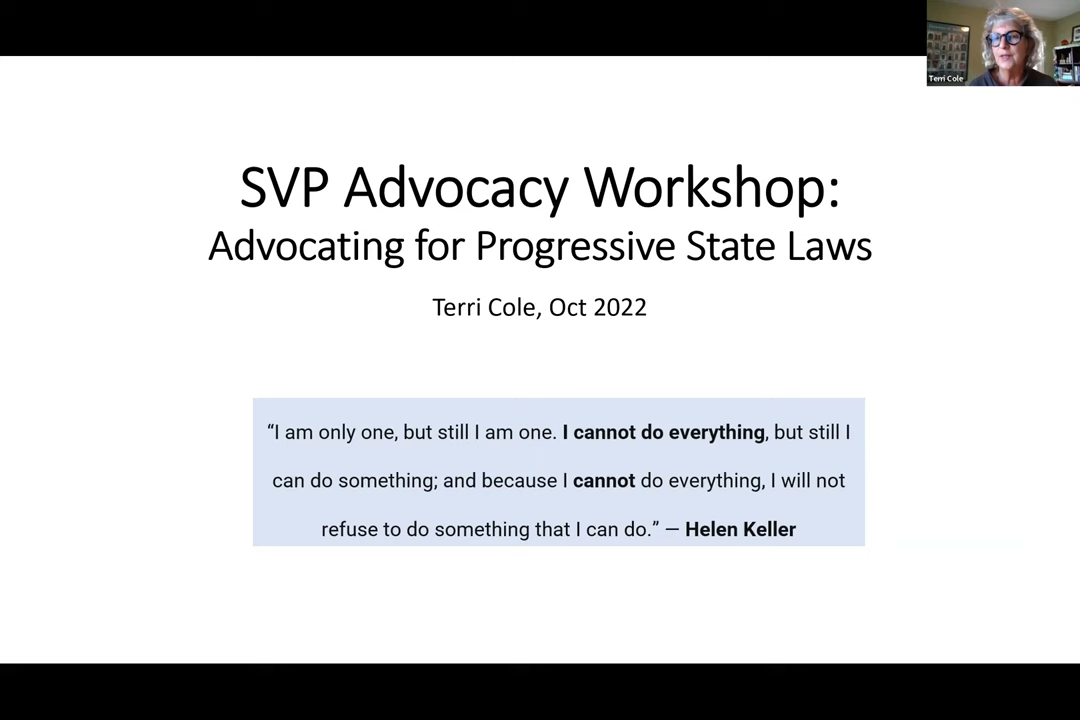 Terri Cole
SVP Advocacy Workshop:
Advocating for Progressive State Laws
Terri Cole, Oct 2022
“I am only one, but still I am one. I cannot do everything, but still I
can do something; and because I cannot do everything, I will not
refuse to do something that I can do.” — Helen Keller